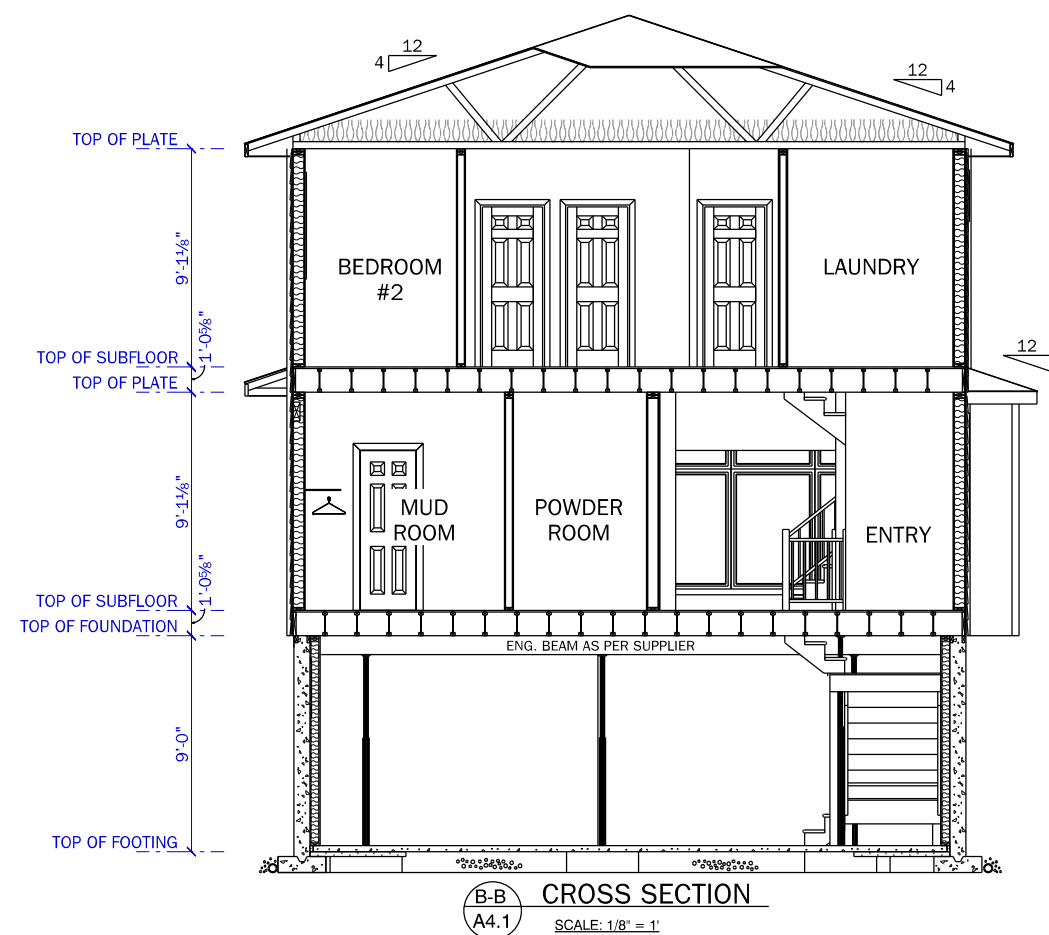 12
4
12
4
TOP OF PLATE
9'-1⅛"
BEDROOM
#2
LAUNDRY
1'-0⅝"
TOP OF SUBFLOOR
TOP OF PLATE
12
9'-1⅛"
MUD
ROOM
POWDER
ROOM
ENTRY
1'-0⅝"
TOP OF SUBFLOOR
TOP OF FOUNDATION
ENG. BEAM AS PER SUPPLIER
9'-0"
TOP OF FOOTING
B-B
A4.1
CROSS SECTION
SCALE: 1/8" = 1'